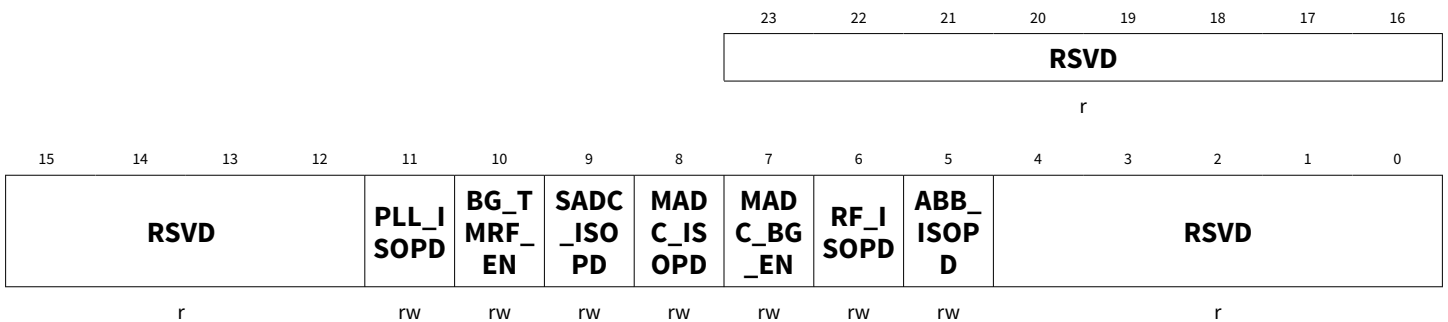 23 22 21 20 19 18 17 16
RSVD
r
15 14 13 12 11 10 9 8 7 6 5 4 3 2 1 0
RSVD
PLL_I
SOPD
BG_T
MRF_
EN
SADC
_ISO
PD
MAD
C_IS
OPD
MAD
C_BG
_EN
RF_I
SOPD
ABB_
ISOP
D
RSVD
r rw rw rw rw rw rw rw r